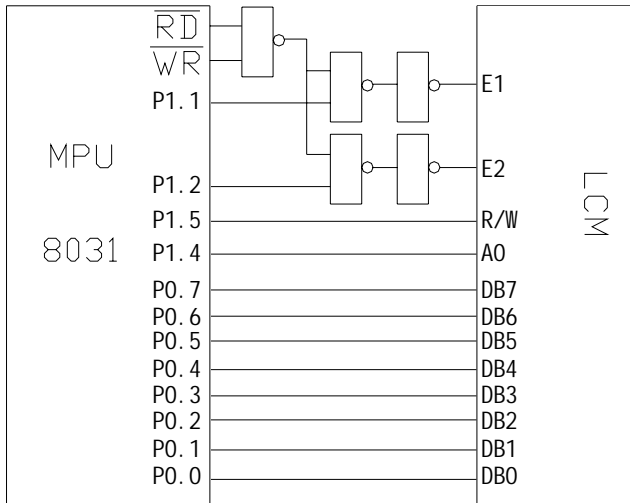 RD
WR
P1.1
E1
MPU
P1.2
E2
P1.5
R/W
8031
P1.4
A0
LCM
P0.7
DB7
P0.6
DB6
P0.5
DB5
P0.4
DB4
P0.3
DB3
P0.2
DB2
P0.1
DB1
P0.0
DB0